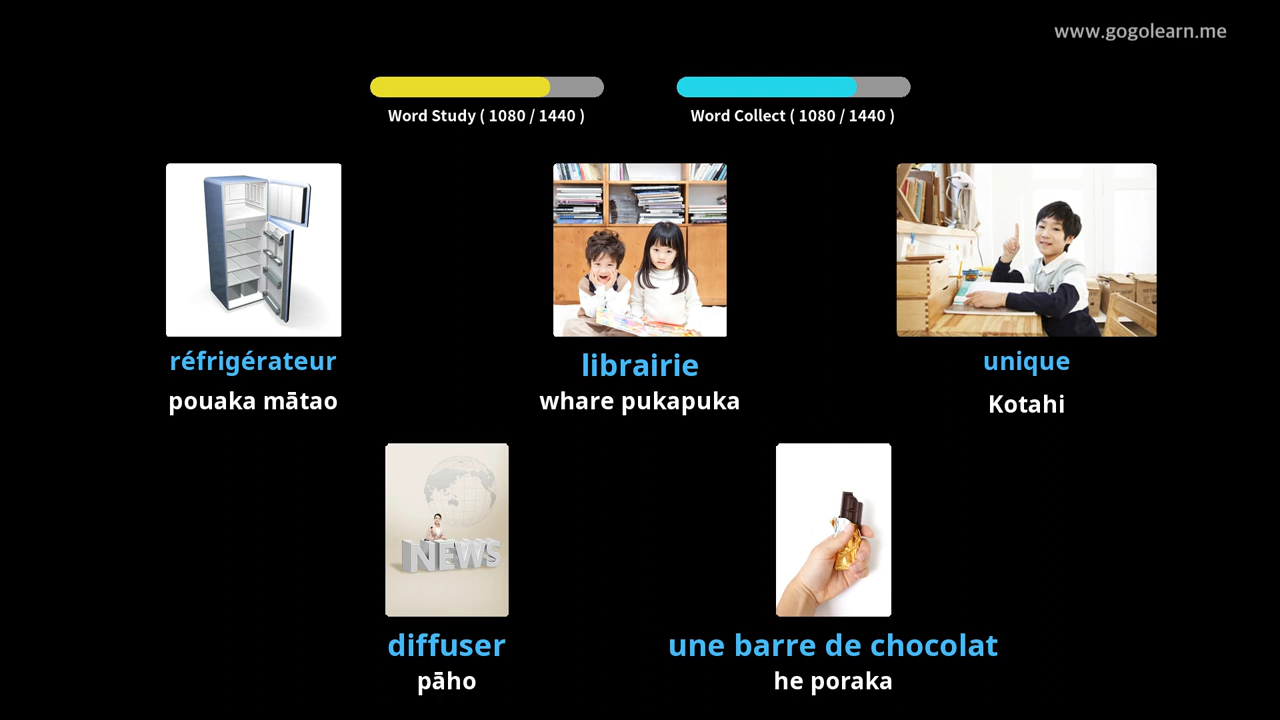 www.gogolearn.me
Word Study ( 1080 / 1440 )
Word Collect ( 1080 / 1440 )
réfrigérateur
pouaka mātao
librairie
whare pukapuka
unique
Kotahi
NEWS
diffuser
pāho
une barre de chocolat
he poraka